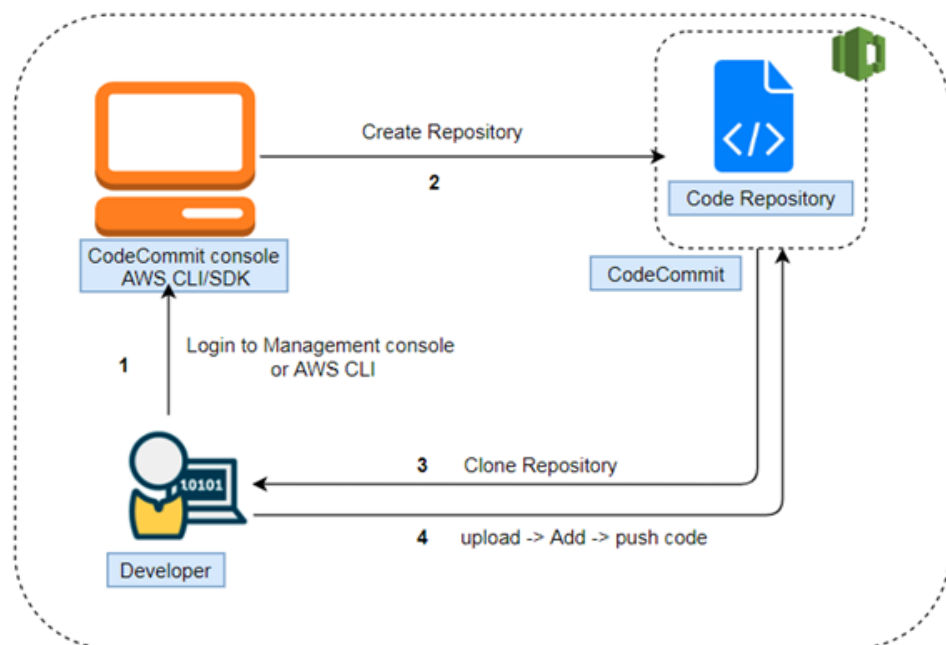 Create Repository
2
Code Repository
CodeCommit console
AWS CLI/SDK
CodeCommit
1
Login to Management console
or AWS CLI
3 Clone Repository
10101
4 upload -> Add -> push code
Developer
</>